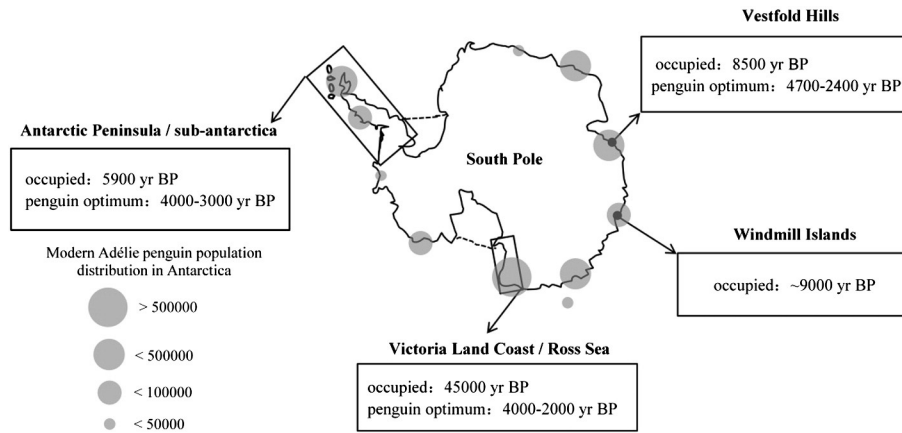 Vestfold Hills
occupied: 8500 yr BP
penguin optimum: 4700-2400 yr BP
Antarctic Peninsula / sub-antarctica
occupied: 5900 yr BP
penguin optimum: 4000-3000 yr BP
South Pole
Windmill Islands
occupied: ~9000 yr BP
Modern Adélie penguin population
distribution in Antarctica
> 500000
< 500000
< 100000
< 50000
Victoria Land Coast / Ross Sea
occupied: 45000 yr BP
penguin optimum: 4000-2000 yr BP